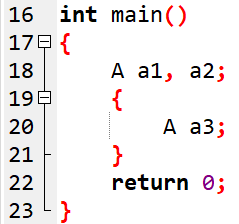 16 int main()
17 {
18     A a1, a2;
19     {
20         A a3;
21     }
22     return 0;
23 }